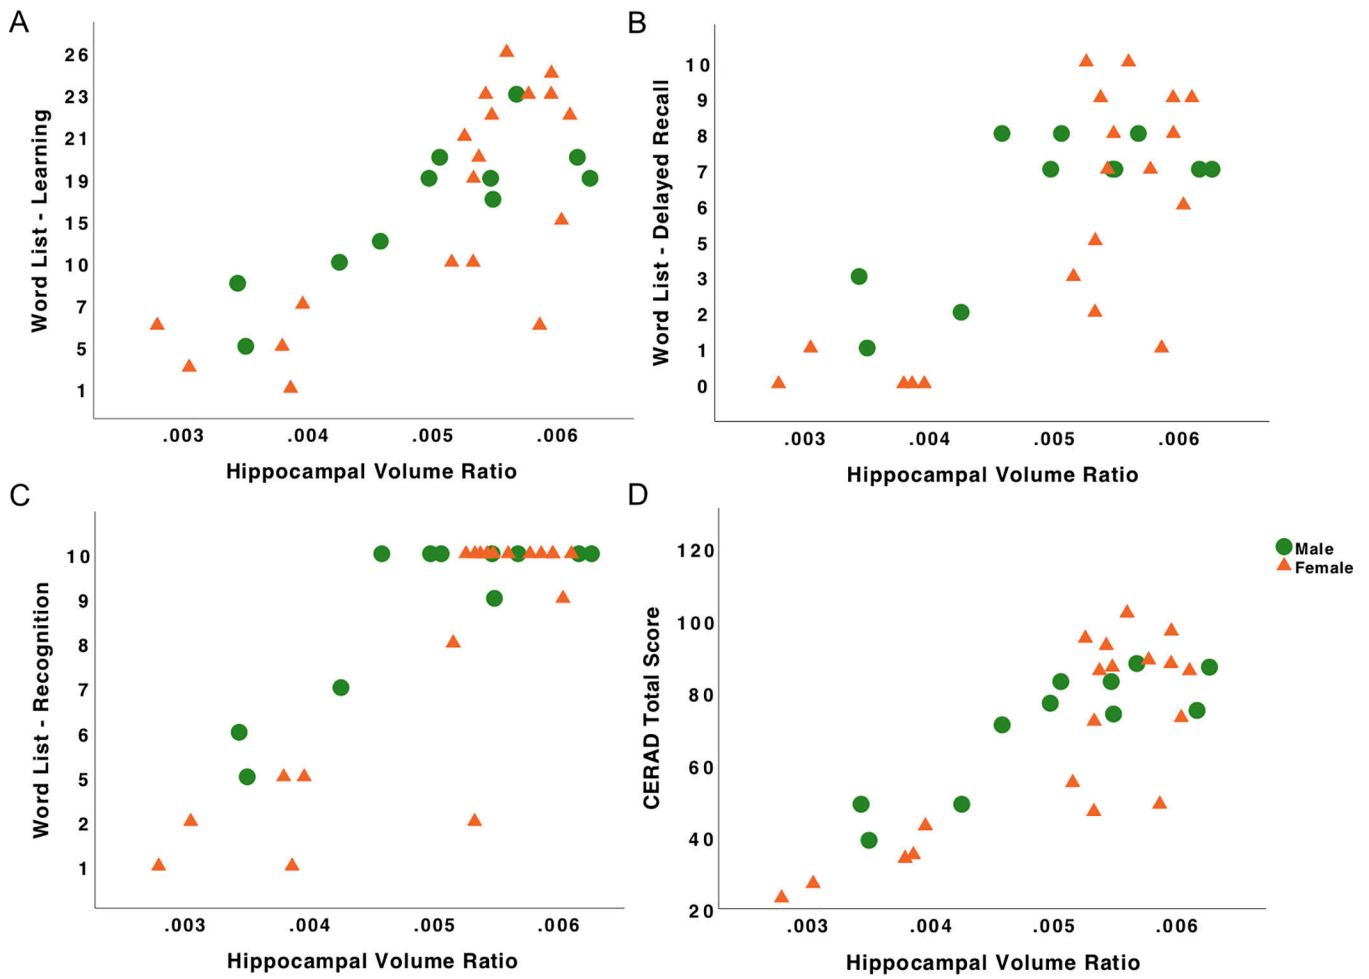 A
26
23
21
19
15
10
7
5
1
Word List - Learning
.003 .004 .005 .006
Hippocampal Volume Ratio
B
10
9
8
7
6
5
3
2
1
0
Word List - Delayed Recall
.003 .004 .005 .006
Hippocampal Volume Ratio
C
10
9
8
7
6
5
2
1
Word List - Recognition
.003 .004 .005 .006
Hippocampal Volume Ratio
D
120
100
80
60
40
20
CERAD Total Score
.003 .004 .005 .006
Hippocampal Volume Ratio
Male
Female